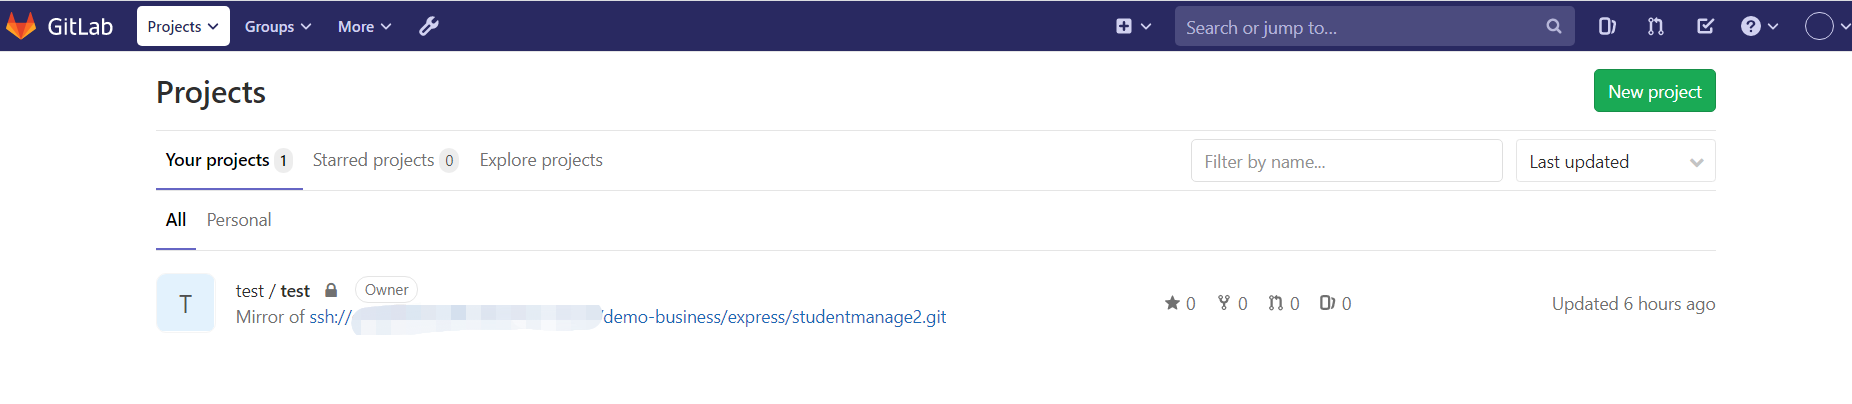 GitLab Projects Groups More Search or jump to...
Projects New project
Your projects 1 Starred projects 0 Explore projects Filter by name... Last updated
All Personal
T test / test Owner
Mirror of ssh:// /demo-business/express/studentmanage2.git 0 0 0 0 Updated 6 hours ago